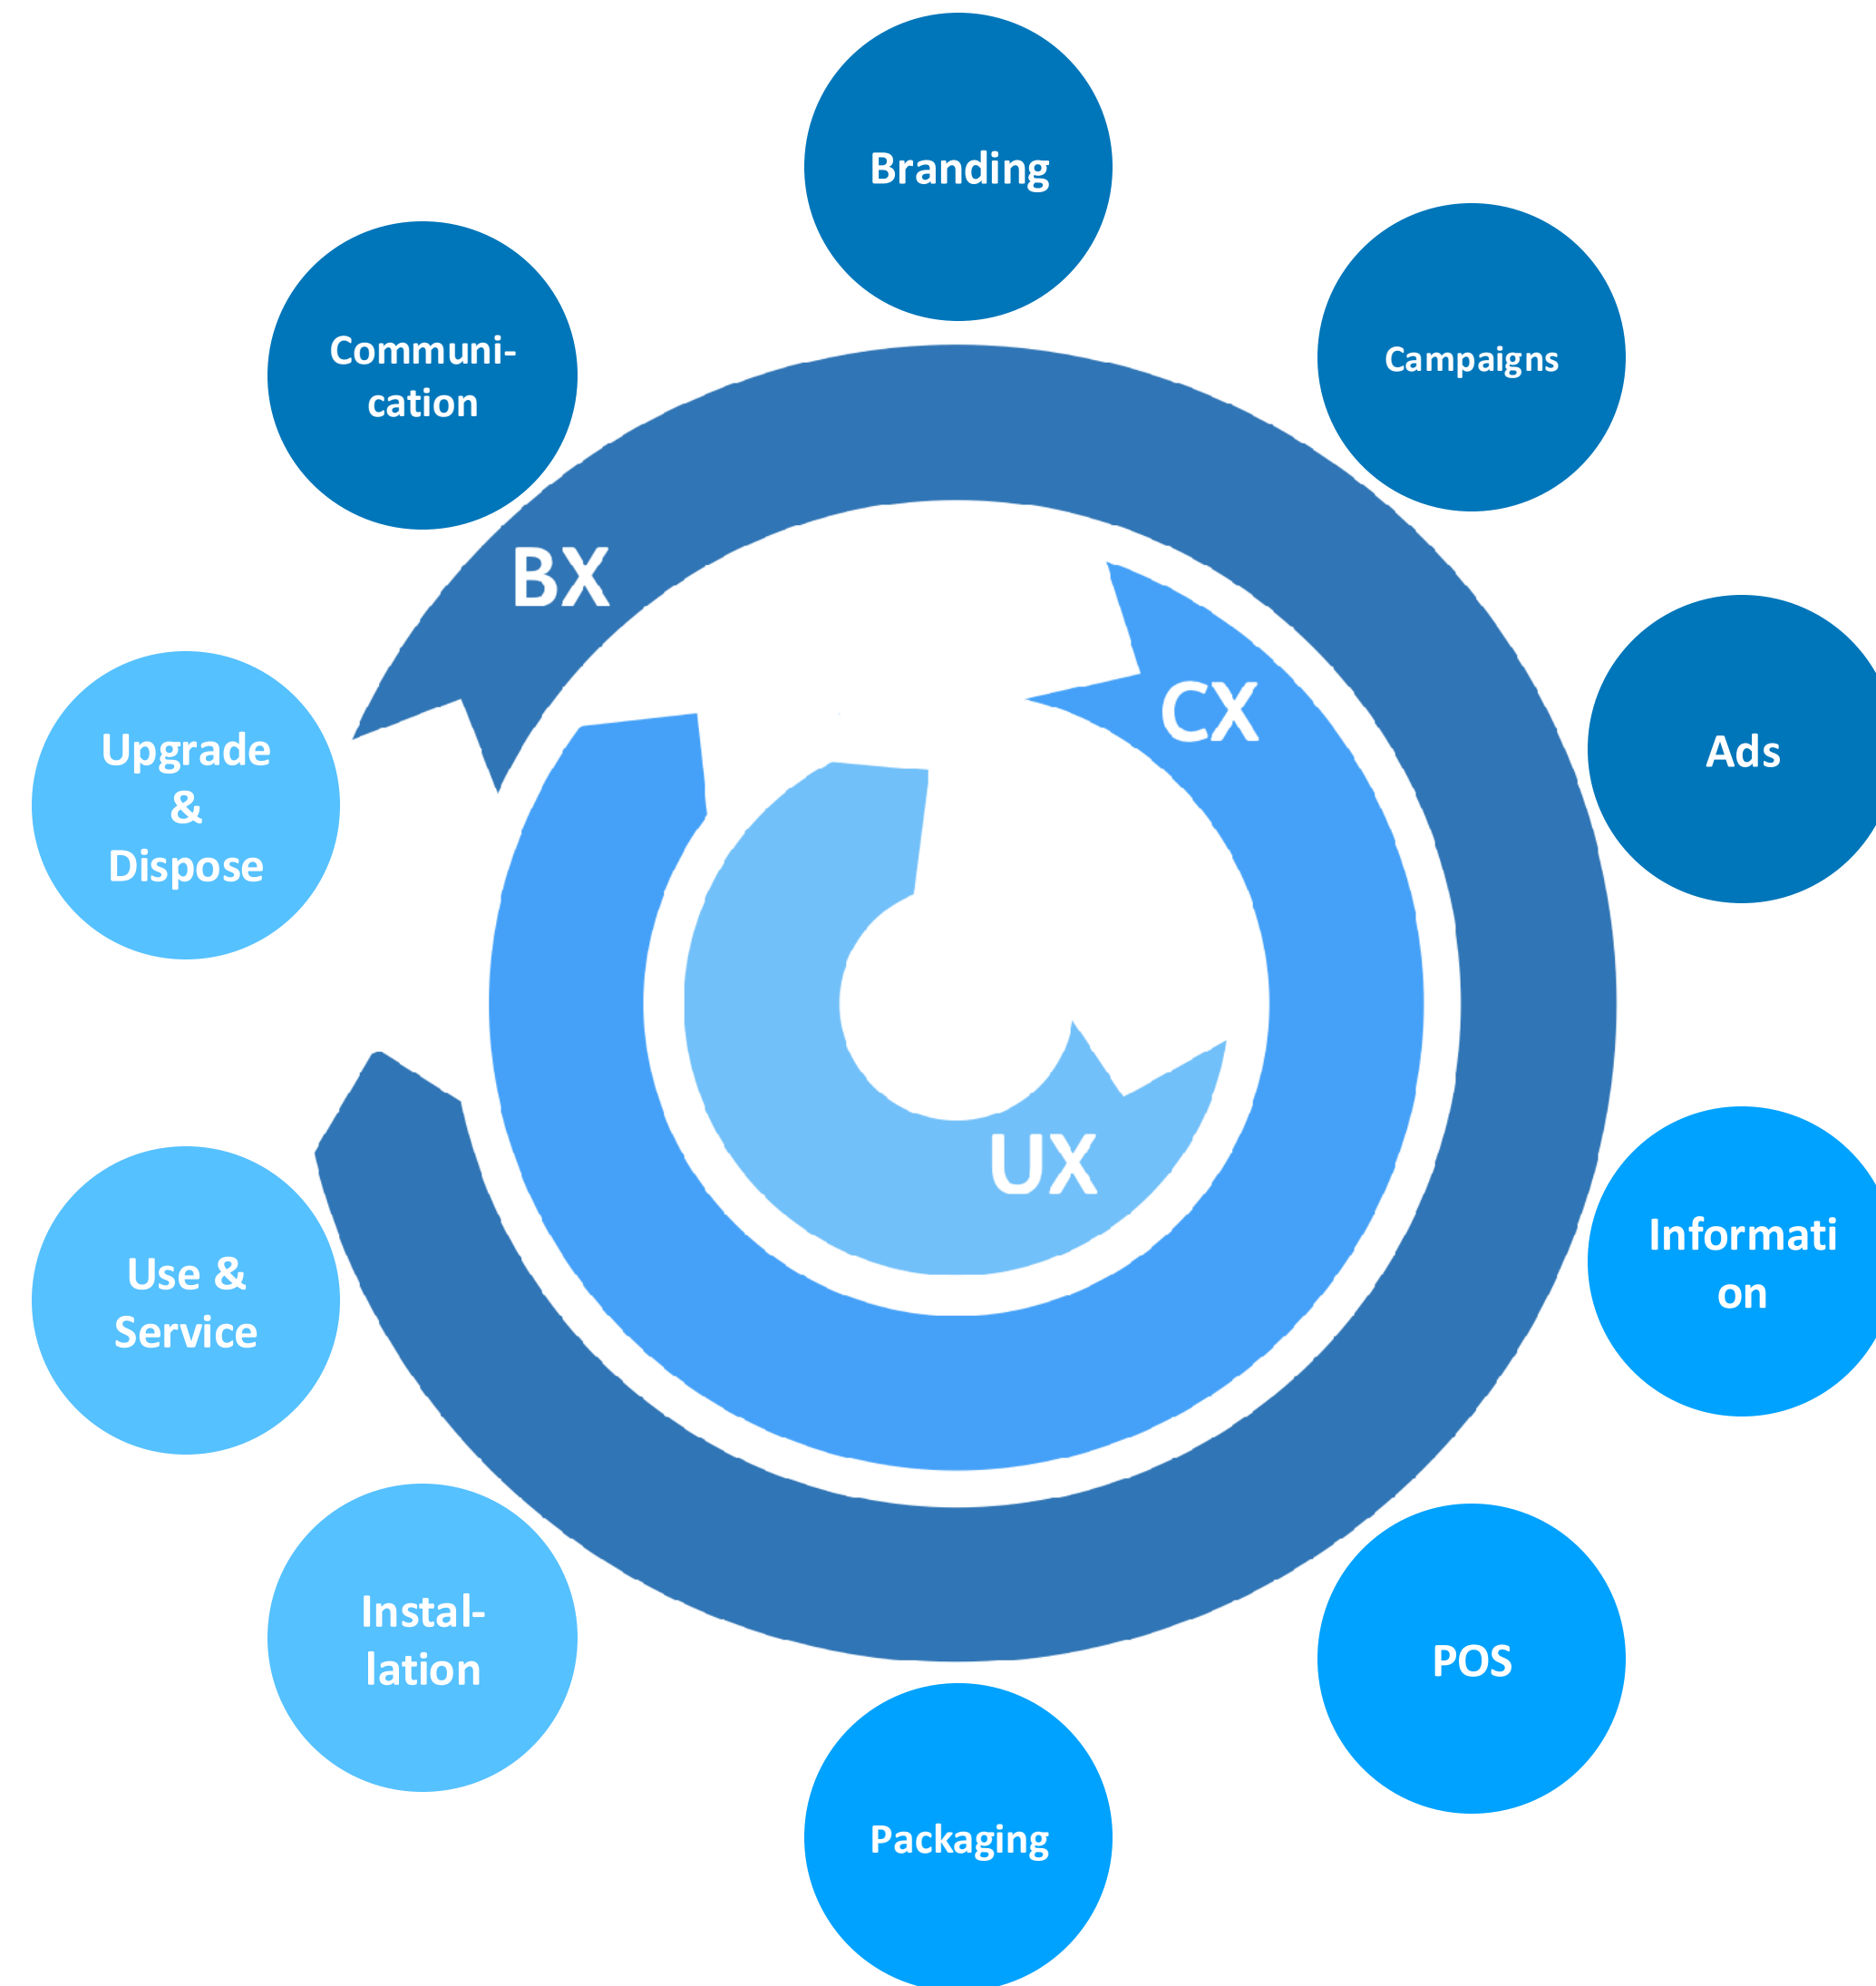 Branding
Campaigns
Communi-
cation
BX
CX
Ads
Upgrade
&
Dispose
UX
Informati
on
Use &
Service
Instal-
lation
POS
Packaging